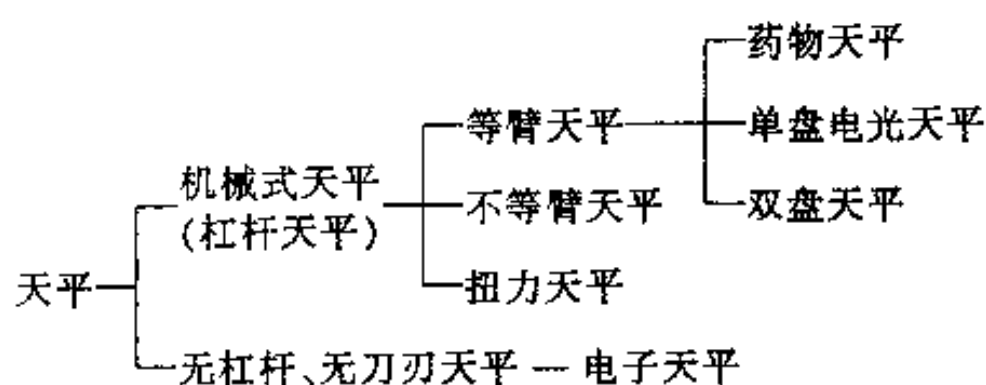 药物天平
等臂天平
单盘电光天平
机械式天平
(杠杆天平)
不等臂天平
双盘天平
天平
扭力天平
无杠杆、无刀刃天平 — 电子天平